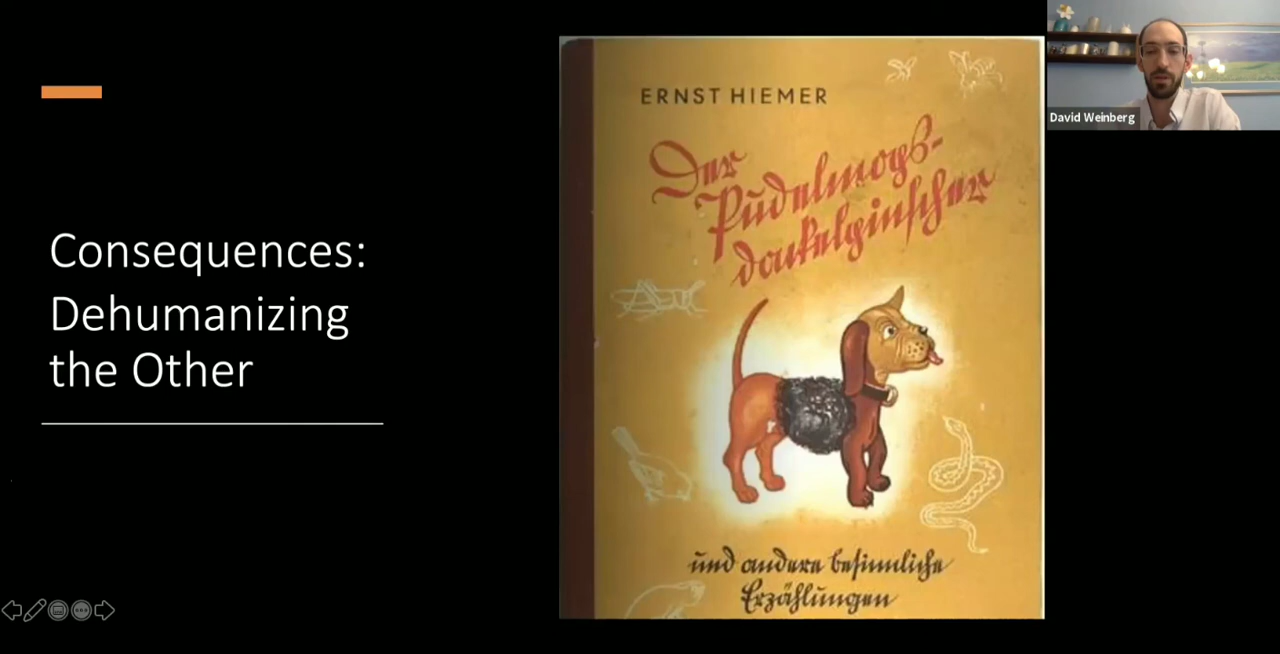 Consequences:
Dehumanizing
the Other
ERNST HIEMER
Der
Pudelmops-
dackelpinscher
und andere besinnliche
Erzählungen
David Weinberg